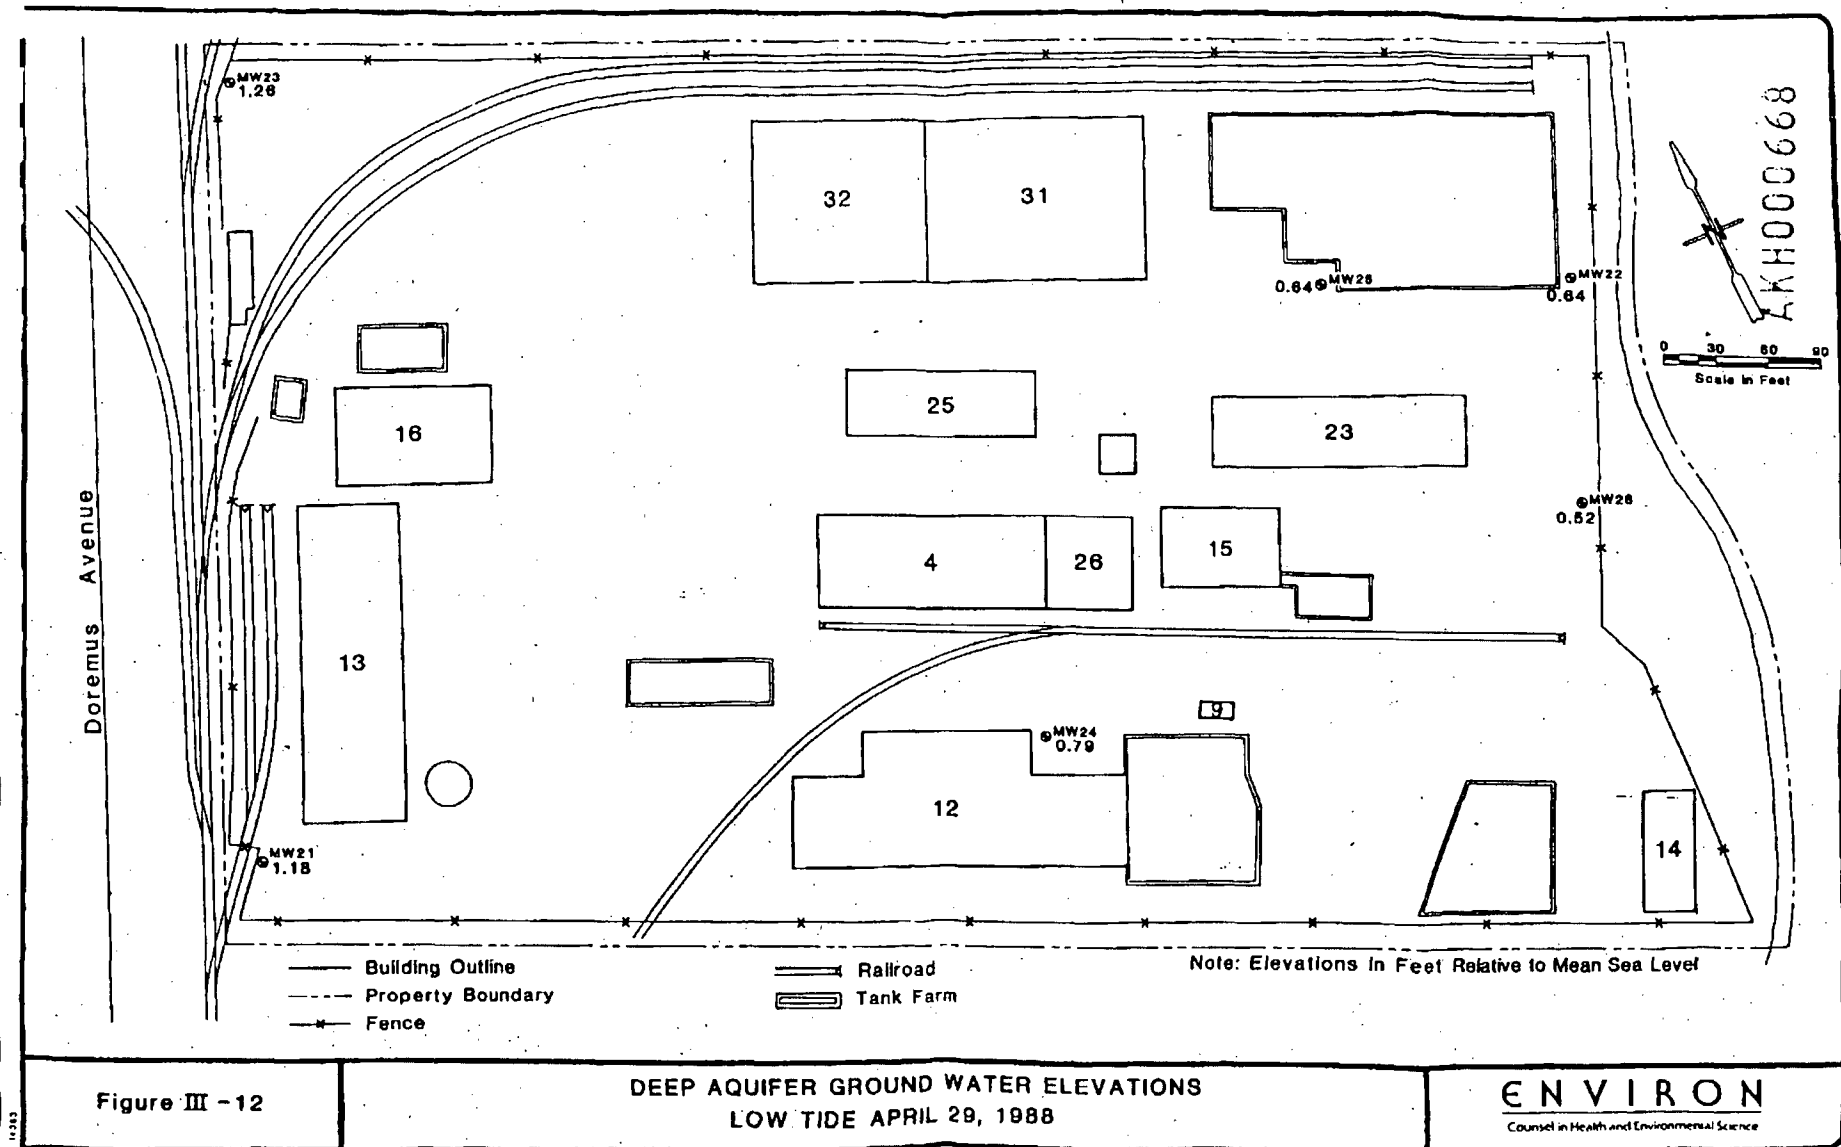 MW23
1.26
AKH000668
32
31
0.64 MW25
MW22
0.64
0 30 60 90
Scale in Feet
25
16
23
MW26
0.52
Doremus Avenue
4
26
15
13
9
MW24
0.79
12
14
MW21
1.18
Building Outline
Property Boundary
Fence
Railroad
Tank Farm
Note: Elevations in Feet Relative to Mean Sea Level
Figure III-12
DEEP AQUIFER GROUND WATER ELEVATIONS
LOW TIDE APRIL 29, 1988
ENVIRON
Counsel in Health and Environmental Science